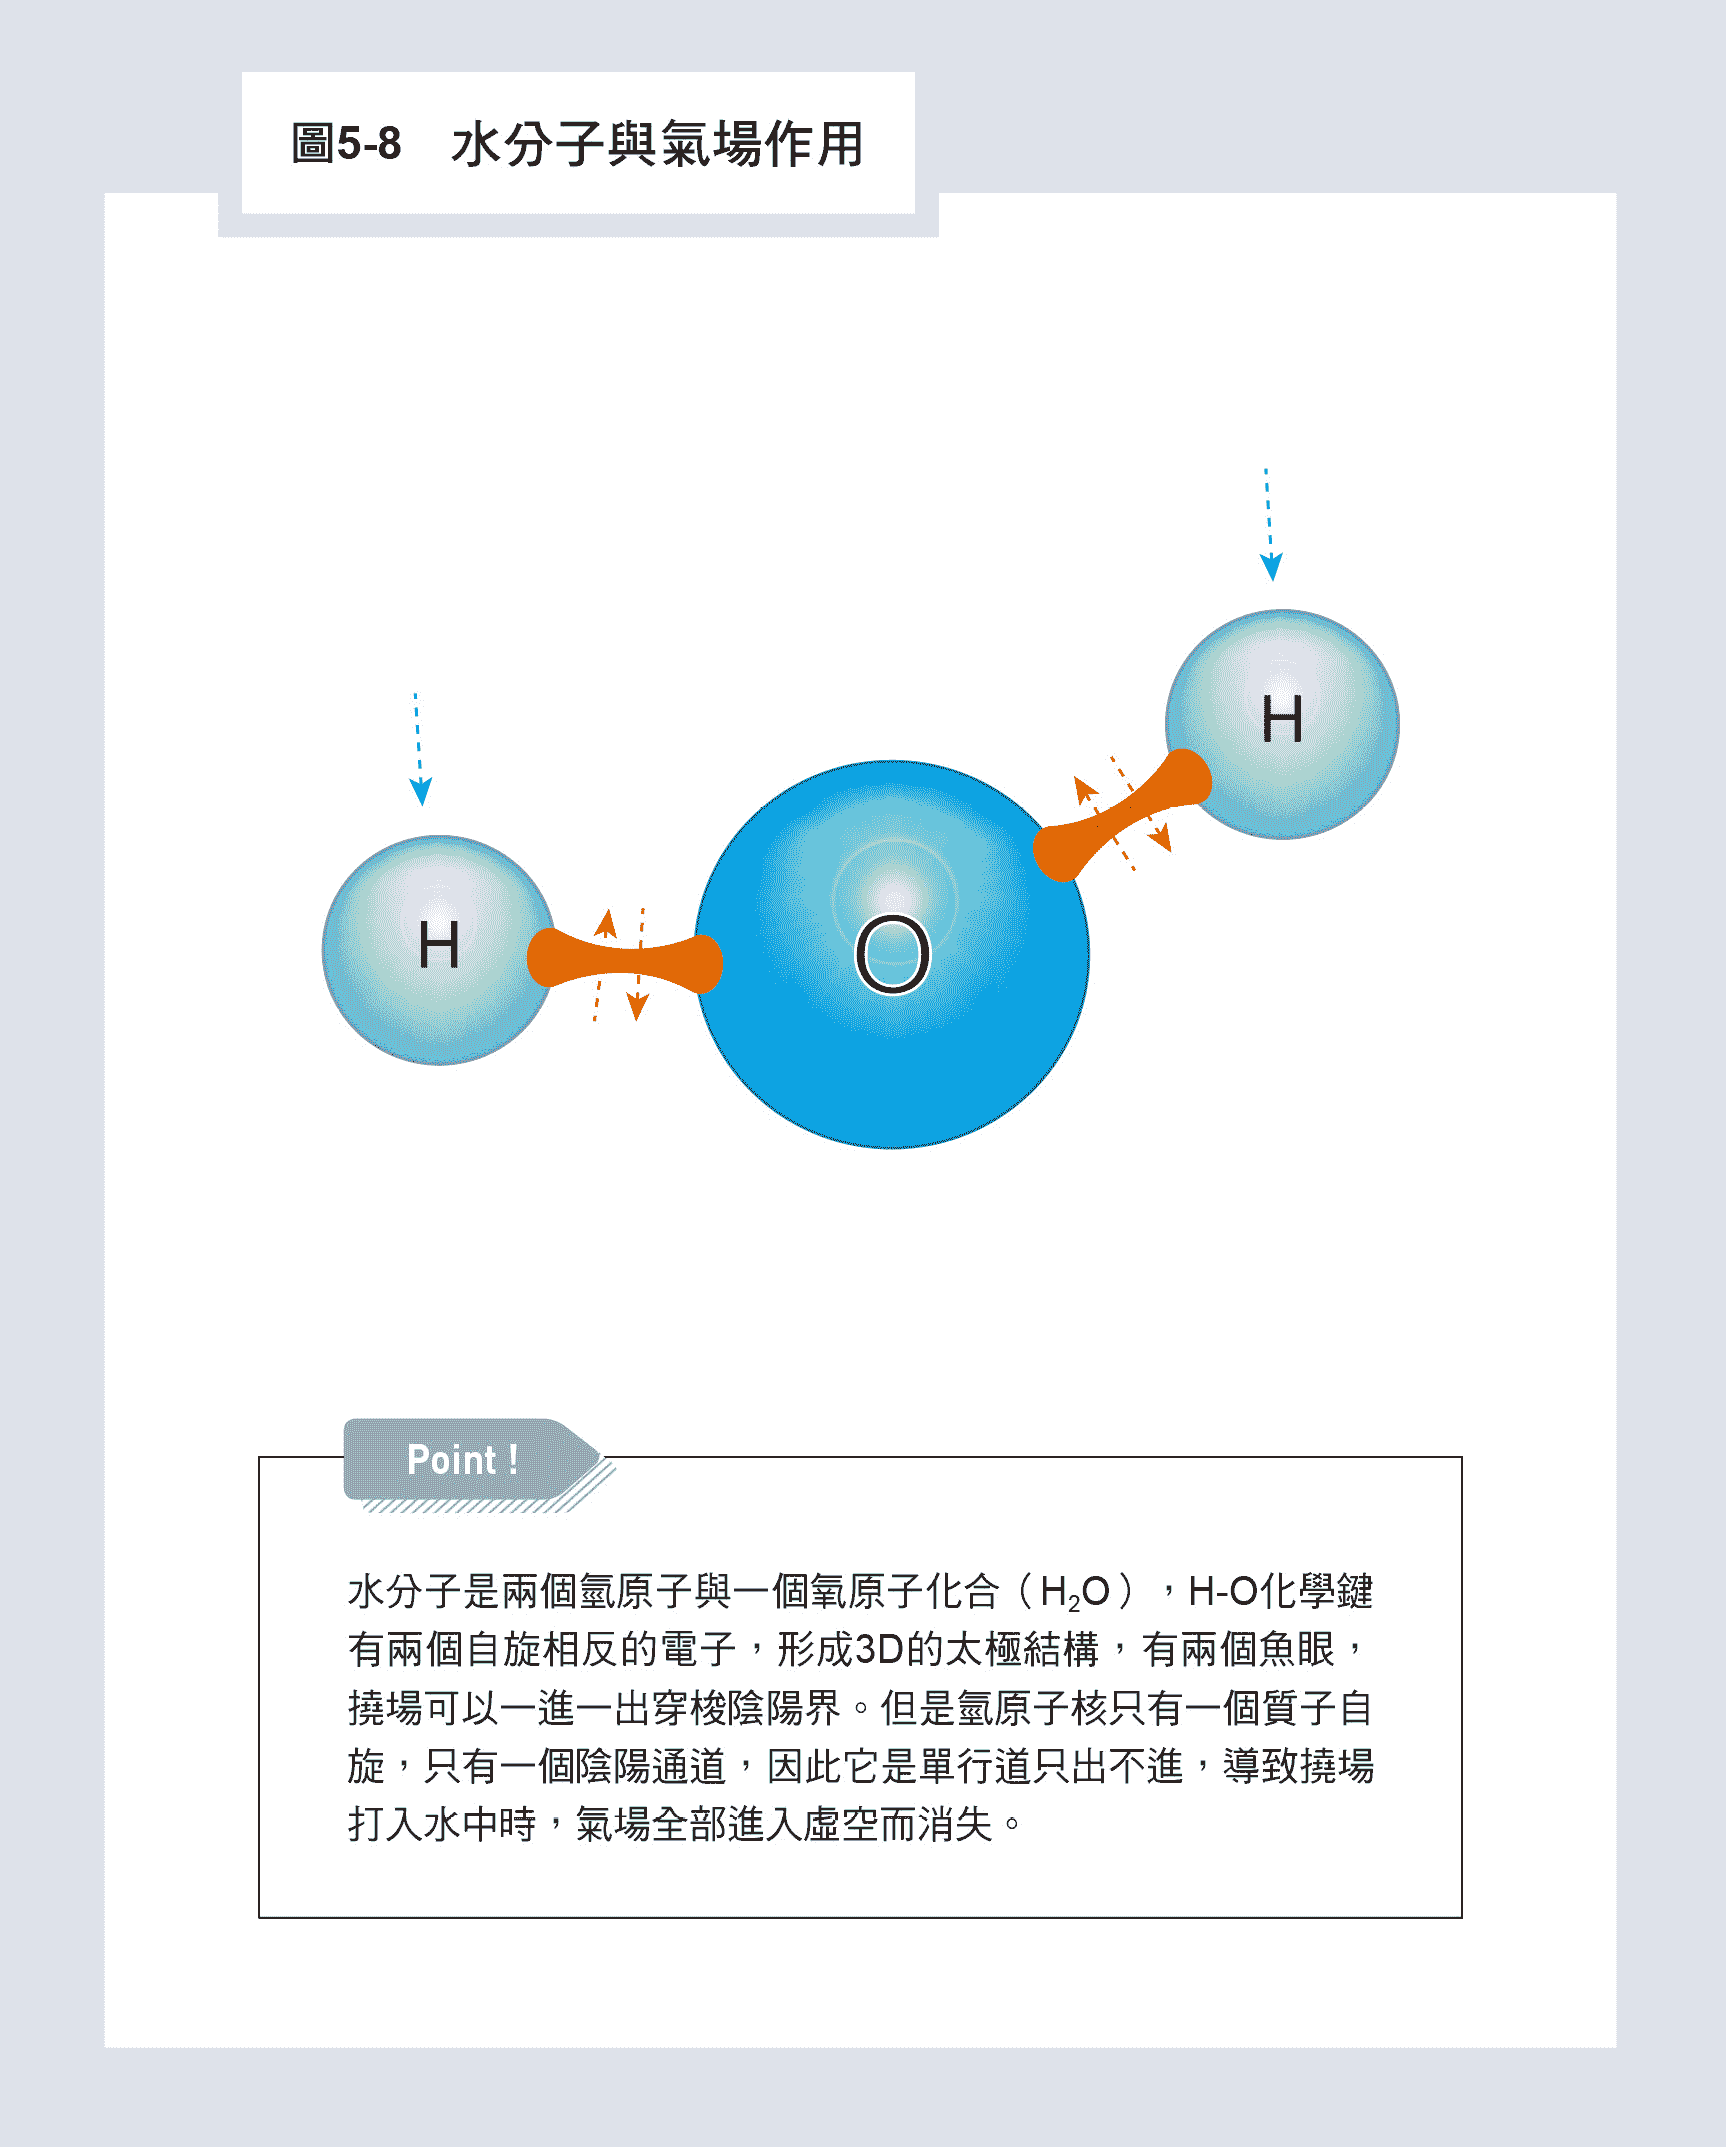 圖5-8 水分子與氣場作用
H
H
O
Point !
水分子是兩個氫原子與一個氧原子化合（H₂O），H-O化學鍵
有兩個自旋相反的電子，形成3D的太極結構，有兩個魚眼，
撓場可以一進一出穿梭陰陽界。但是氫原子核只有一個質子自
旋，只有一個陰陽通道，因此它是單行道只出不進，導致撓場
打入水中時，氣場全部進入虛空而消失。